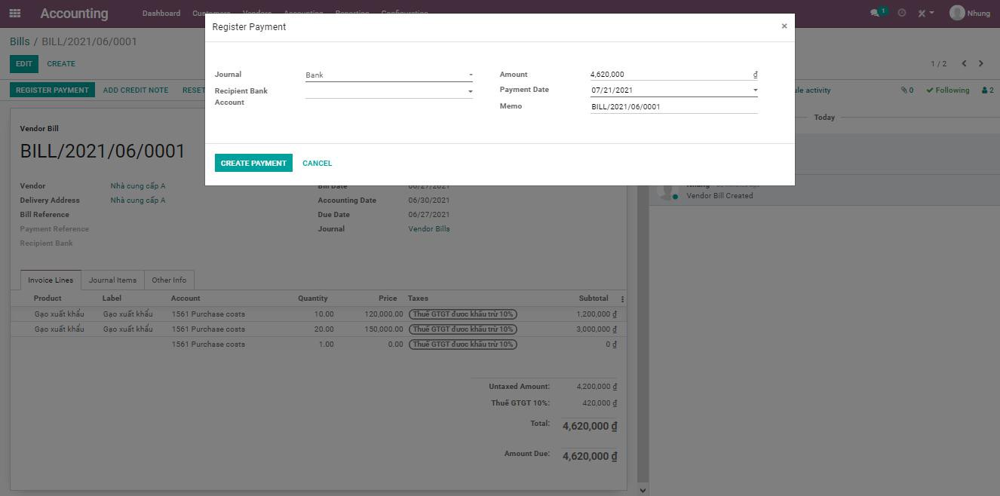 Accounting Dashboard Customers Vendors Accounting Reporting Configuration 1 Nhung
Register Payment ×
Bills / BILL/2021/06/0001
EDIT CREATE 1 / 2
Journal Bank Amount 4,620,000 ₫
Recipient Bank Account Payment Date 07/21/2021
Memo BILL/2021/06/0001
REGISTER PAYMENT ADD CREDIT NOTE RESET activity 0 Following 2
Today
Vendor Bill
BILL/2021/06/0001
CREATE PAYMENT CANCEL
Vendor Nhà cung cấp A Bill Date 06/27/2021
Nhung
Delivery Address Nhà cung cấp A Accounting Date 06/30/2021
Vendor Bill Created
Bill Reference Due Date 06/27/2021
Payment Reference Journal Vendor Bills
Recipient Bank
Invoice Lines Journal Items Other Info
Product Label Account Quantity Price Taxes Subtotal
Gạo xuất khẩu Gạo xuất khẩu 1561 Purchase costs 10.00 120,000.00 Thuế GTGT được khấu trừ 10% 1,200,000 ₫
Gạo xuất khẩu Gạo xuất khẩu 1561 Purchase costs 20.00 150,000.00 Thuế GTGT được khấu trừ 10% 3,000,000 ₫
1561 Purchase costs 1.00 0.00 Thuế GTGT được khấu trừ 10% 0 ₫
Untaxed Amount: 4,200,000 ₫
Thuế GTGT 10%: 420,000 ₫
Total: 4,620,000 ₫
Amount Due: 4,620,000 ₫